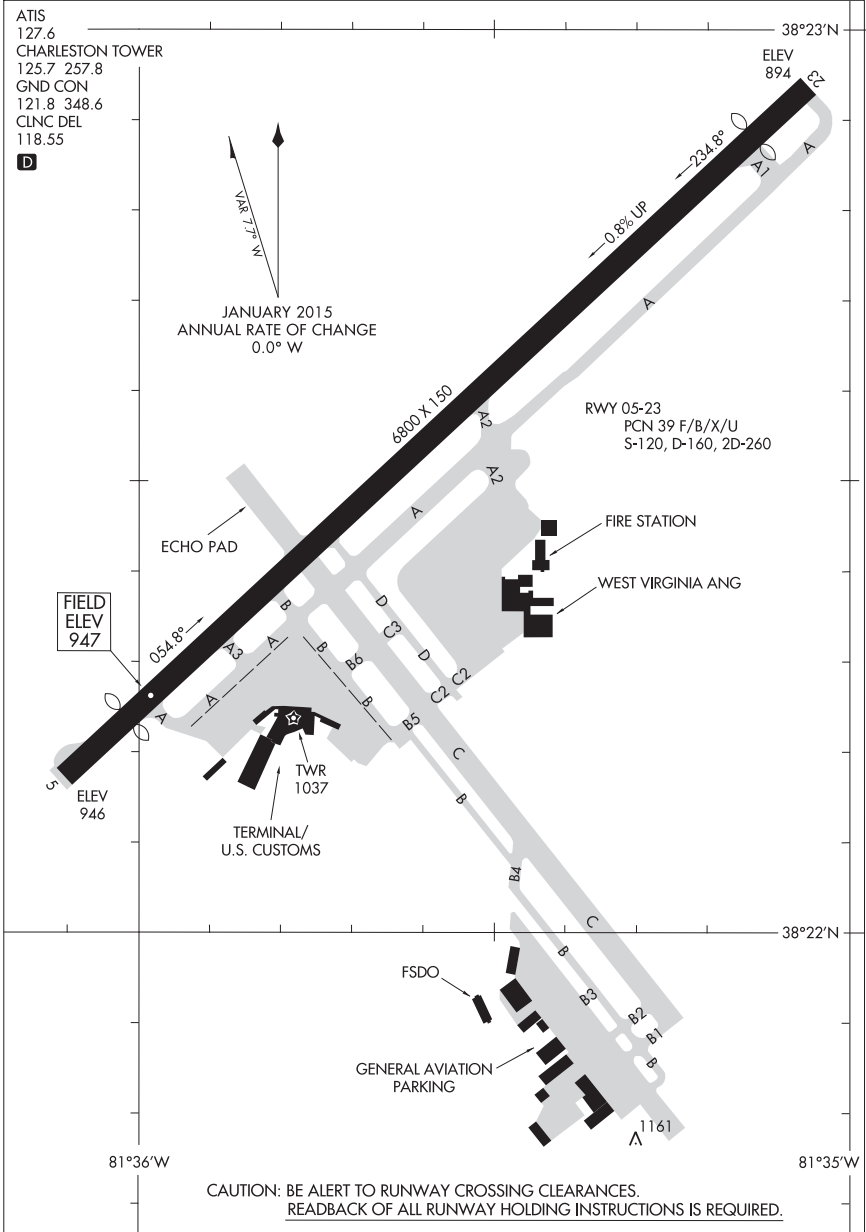 ATIS
127.6
CHARLESTON TOWER
125.7 257.8
GND CON
121.8 348.6
CLNC DEL
118.55
D
38°23'N
ELEV
894
23
A
A1
234.8°
0.8% UP
VAR 7.7° W
JANUARY 2015
ANNUAL RATE OF CHANGE
0.0° W
A
6800 X 150
A2
A2
RWY 05-23
PCN 39 F/B/X/U
S-120, D-160, 2D-260
A
ECHO PAD
FIRE STATION
WEST VIRGINIA ANG
FIELD
ELEV
947
054.8°
B
D
C3
D
A3
A
B
B6
C2
C2
A
B
B5
A
C
5
ELEV
946
TWR
1037
B
TERMINAL/
U.S. CUSTOMS
B4
C
38°22'N
B
FSDO
B3
B2
B1
B
GENERAL AVIATION
PARKING
1161
81°36'W
81°35'W
CAUTION: BE ALERT TO RUNWAY CROSSING CLEARANCES.
READBACK OF ALL RUNWAY HOLDING INSTRUCTIONS IS REQUIRED.